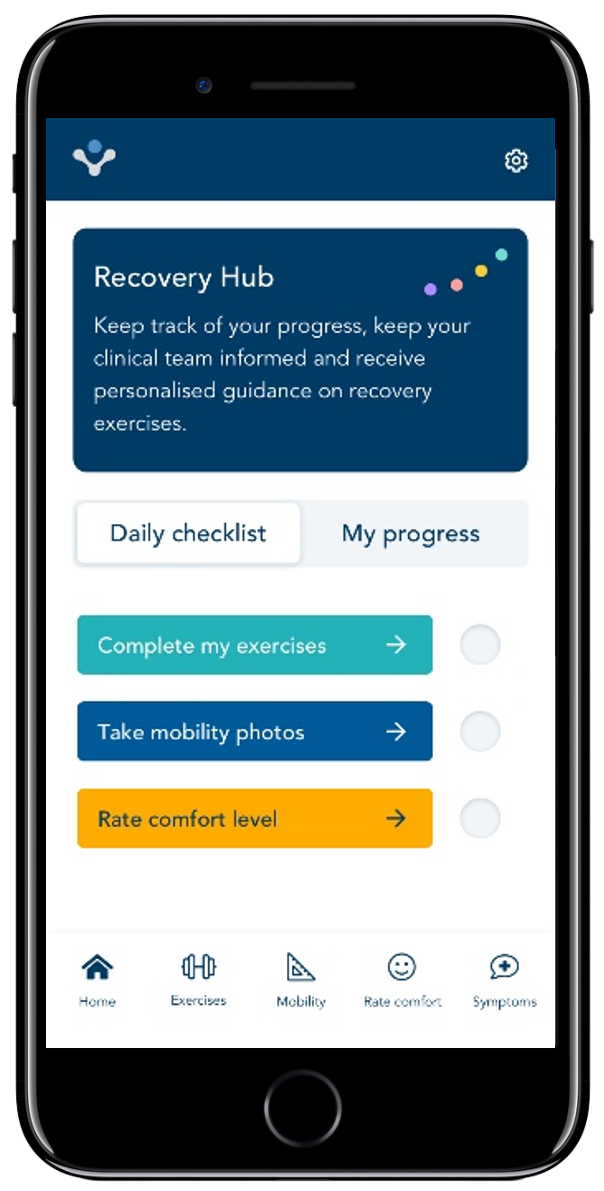 Recovery Hub
Keep track of your progress, keep your
clinical team informed and receive
personalised guidance on recovery
exercises.
Daily checklist
My progress
Complete my exercises
Take mobility photos
Rate comfort level
Home
Exercises
Mobility
Rate comfort
Symptoms